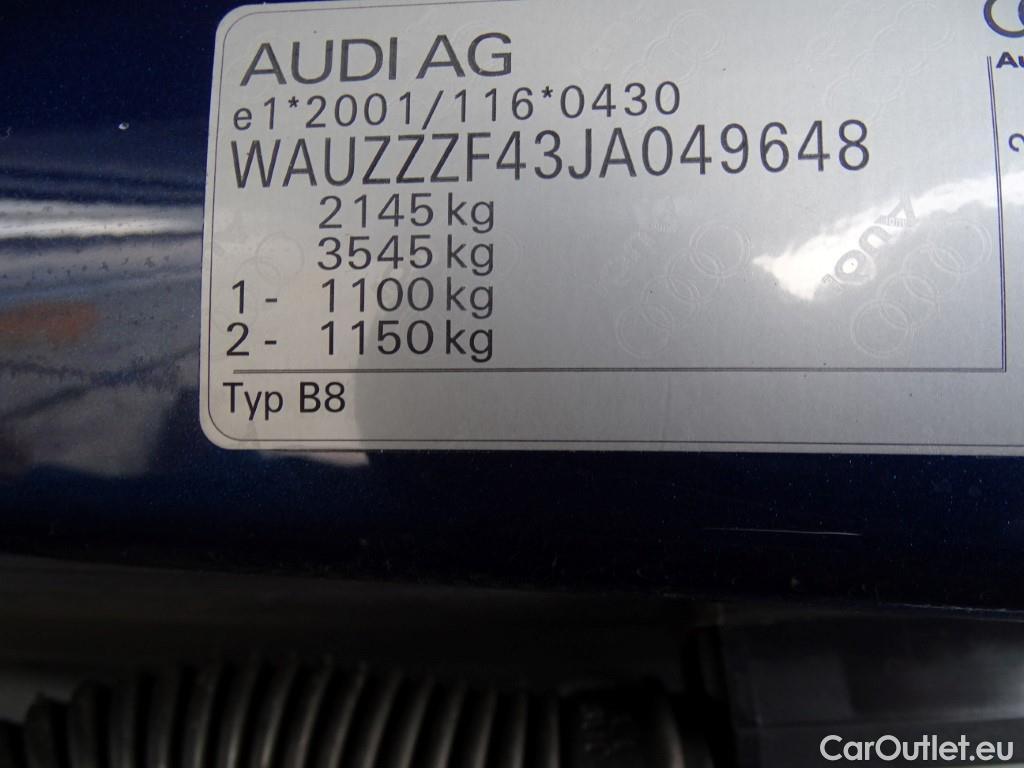 AUDI AG
e1*2001/116*0430
WAUZZZF43JA049648
2145 kg
3545 kg
1 - 1100 kg
2 - 1150 kg
Typ B8
CarOutlet.eu